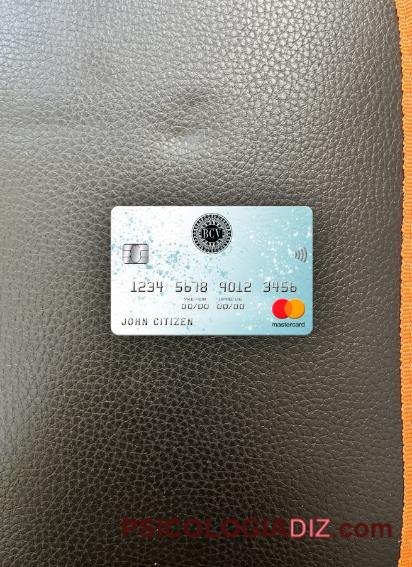 BCV
1234 5678 9012 3456
00/00 00/00
JOHN CITIZEN
mastercard
PSICOLOGIADIZ.com